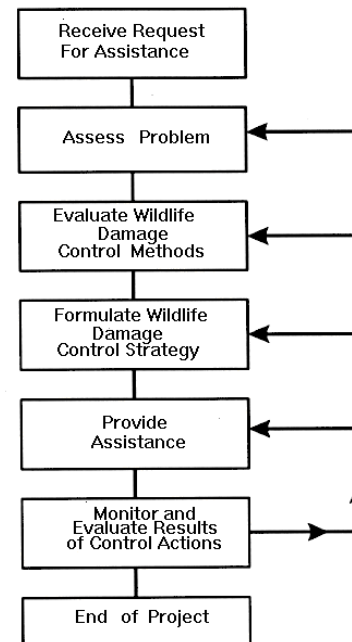 Receive Request
For Assistance
Assess Problem
Evaluate Wildlife
Damage
Control Methods
Formulate Wildlife
Damage
Control Strategy
Provide
Assistance
Monitor and
Evaluate Results
of Control Actions
End of Project